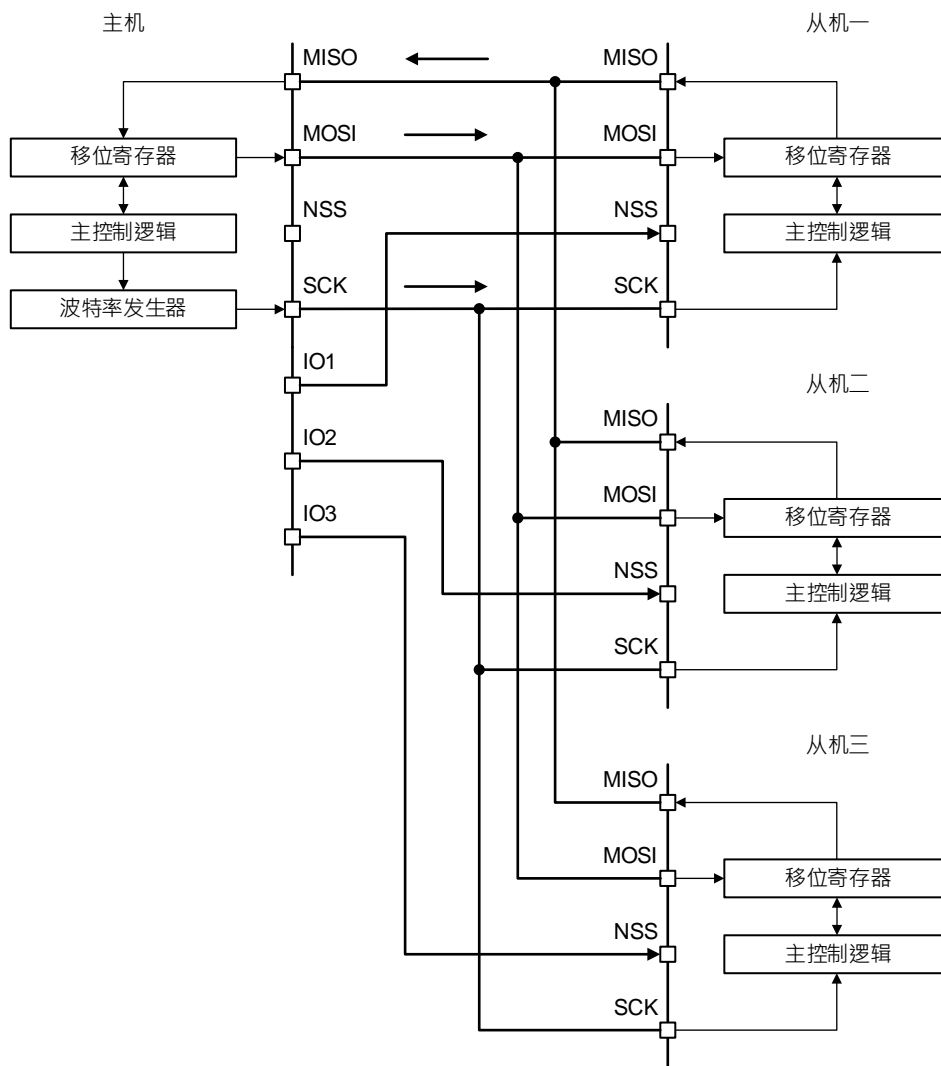 主机
MISO
移位寄存器
MOSI
主控制逻辑
NSS
波特率发生器
SCK
IO1
IO2
IO3
从机一
MISO
MOSI
移位寄存器
NSS
主控制逻辑
SCK
从机二
MISO
MOSI
移位寄存器
NSS
主控制逻辑
SCK
从机三
MISO
MOSI
移位寄存器
NSS
主控制逻辑
SCK